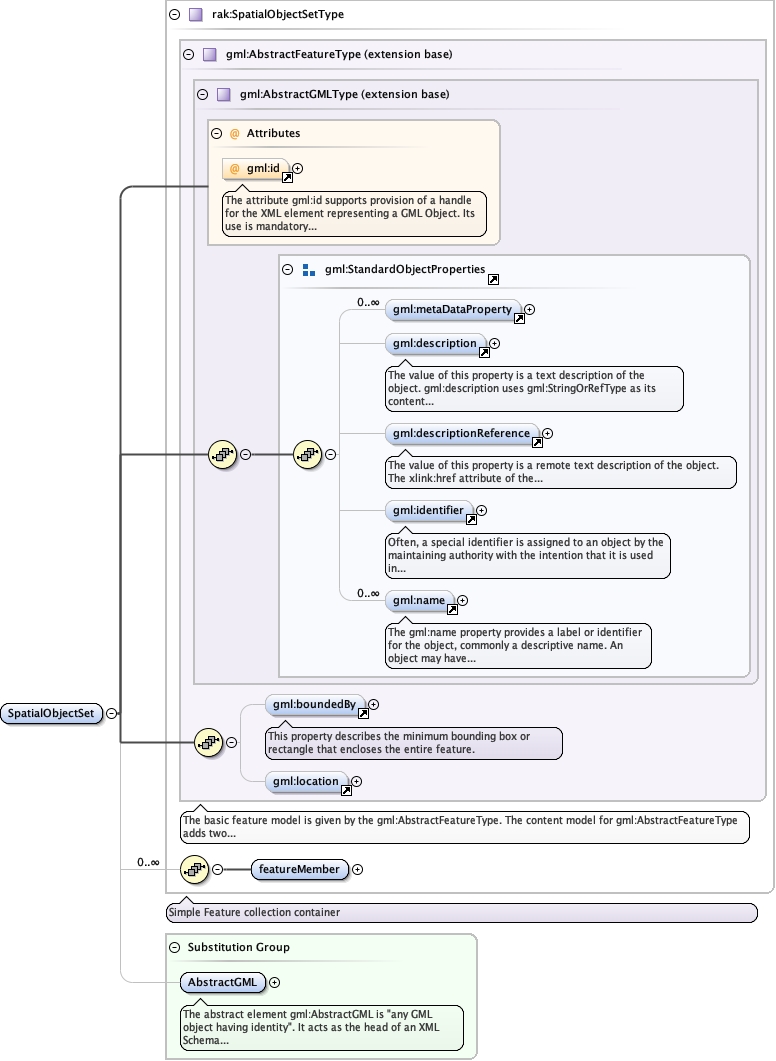 rak:SpatialObjectSetType
gml:AbstractFeatureType (extension base)
gml:AbstractGMLType (extension base)
@ Attributes
@ gml:id
The attribute gml:id supports provision of a handle
for the XML element representing a GML Object. Its
use is mandatory...
gml:StandardObjectProperties
0..∞
gml:metaDataProperty
gml:description
The value of this property is a text description of the
object. gml:description uses gml:StringOrRefType as its
content...
gml:descriptionReference
The value of this property is a remote text description of the object.
The xlink:href attribute of the...
gml:identifier
Often, a special identifier is assigned to an object by the
maintaining authority with the intention that it is used
in...
0..∞
gml:name
The gml:name property provides a label or identifier
for the object, commonly a descriptive name. An
object may have...
SpatialObjectSet
gml:boundedBy
This property describes the minimum bounding box or
rectangle that encloses the entire feature.
gml:location
The basic feature model is given by the gml:AbstractFeatureType. The content model for gml:AbstractFeatureType
adds two...
0..∞
featureMember
Simple Feature collection container
Substitution Group
AbstractGML
The abstract element gml:AbstractGML is "any GML
object having identity". It acts as the head of an XML
Schema...